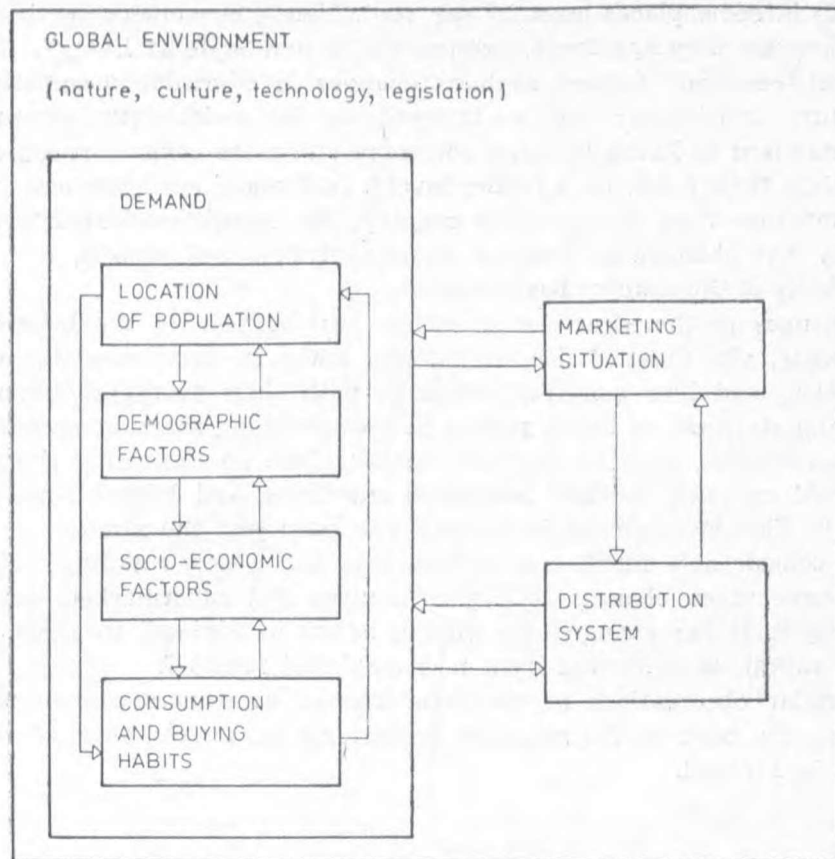 GLOBAL ENVIRONMENT
(nature, culture, technology, legislation)
DEMAND
LOCATION
OF POPULATION
DEMOGRAPHIC
FACTORS
SOCIO-ECONOMIC
FACTORS
CONSUMPTION
AND BUYING
HABITS
MARKETING
SITUATION
DISTRIBUTION
SYSTEM